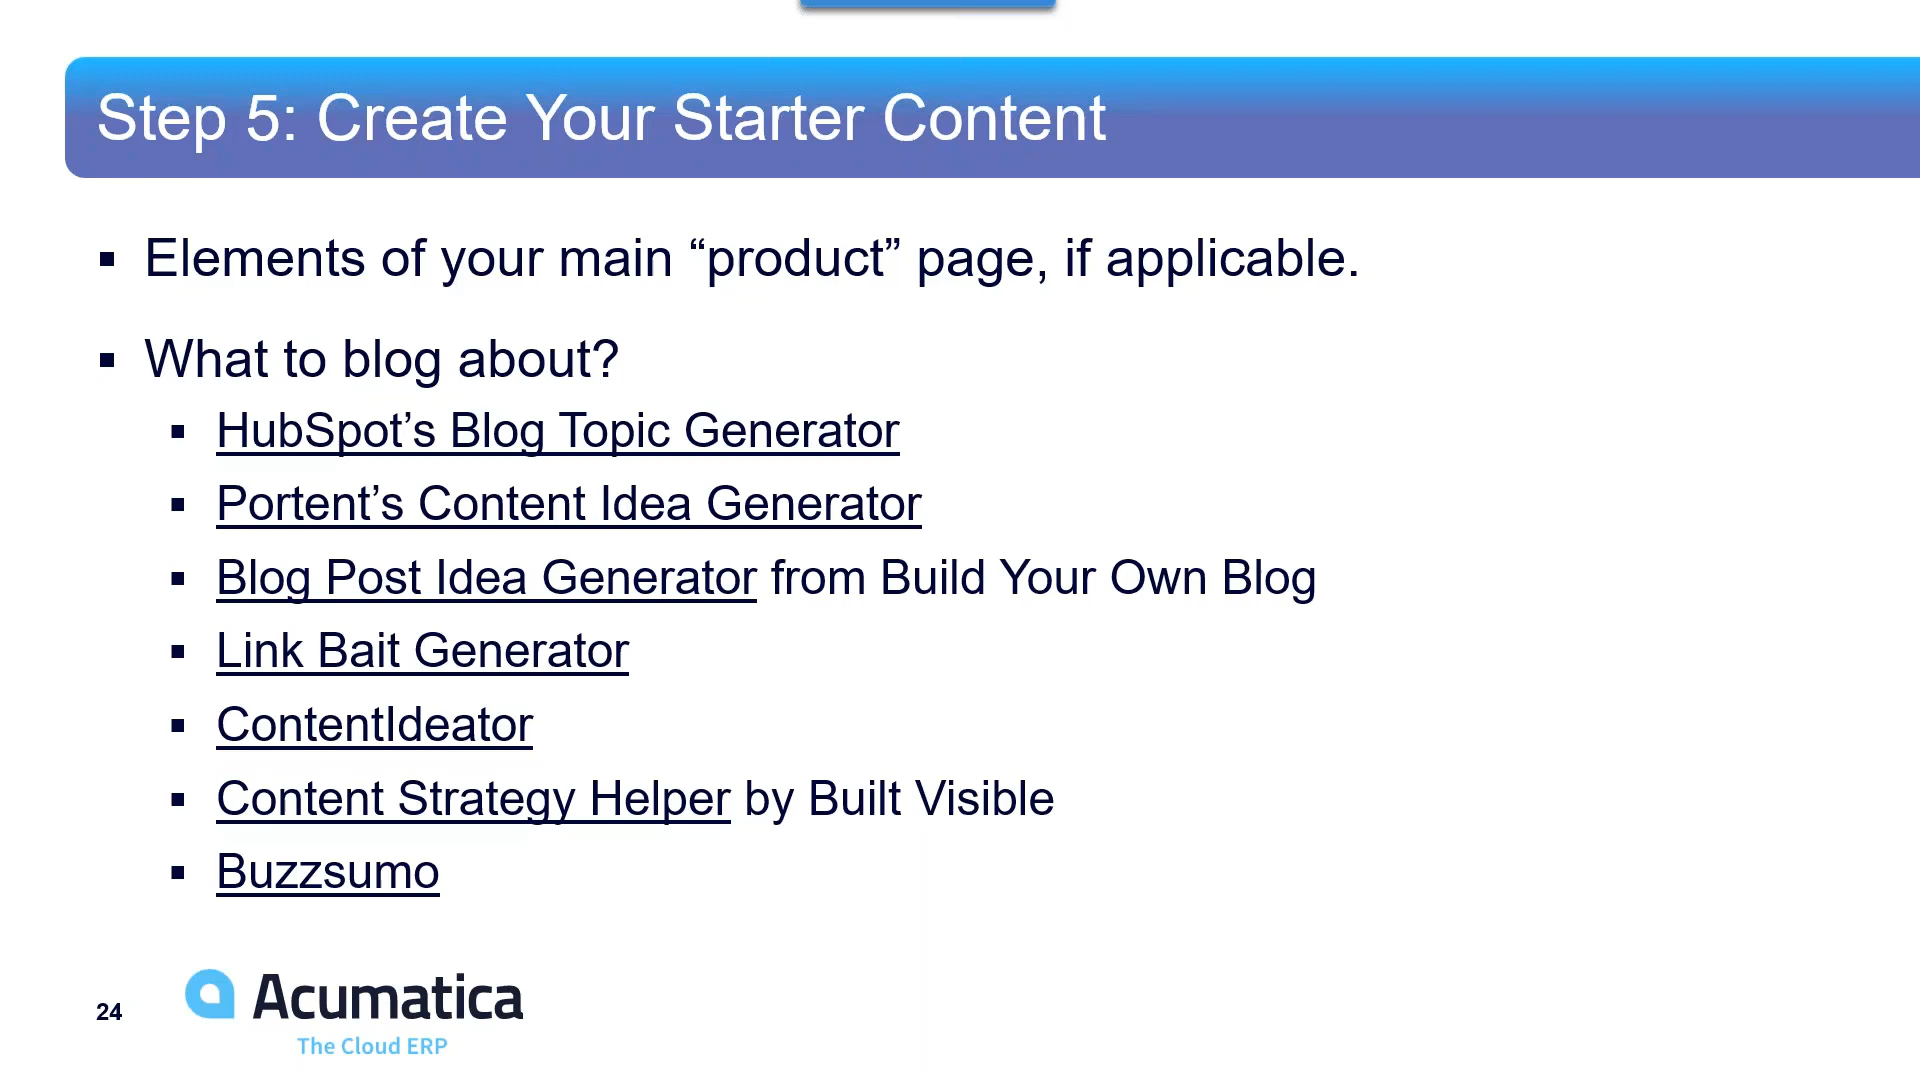 Step 5: Create Your Starter Content
▪ Elements of your main “product” page, if applicable.
▪ What to blog about?
▪ HubSpot’s Blog Topic Generator
▪ Portent’s Content Idea Generator
▪ Blog Post Idea Generator from Build Your Own Blog
▪ Link Bait Generator
▪ ContentIdeator
▪ Content Strategy Helper by Built Visible
▪ Buzzsumo
24
Acumatica
The Cloud ERP